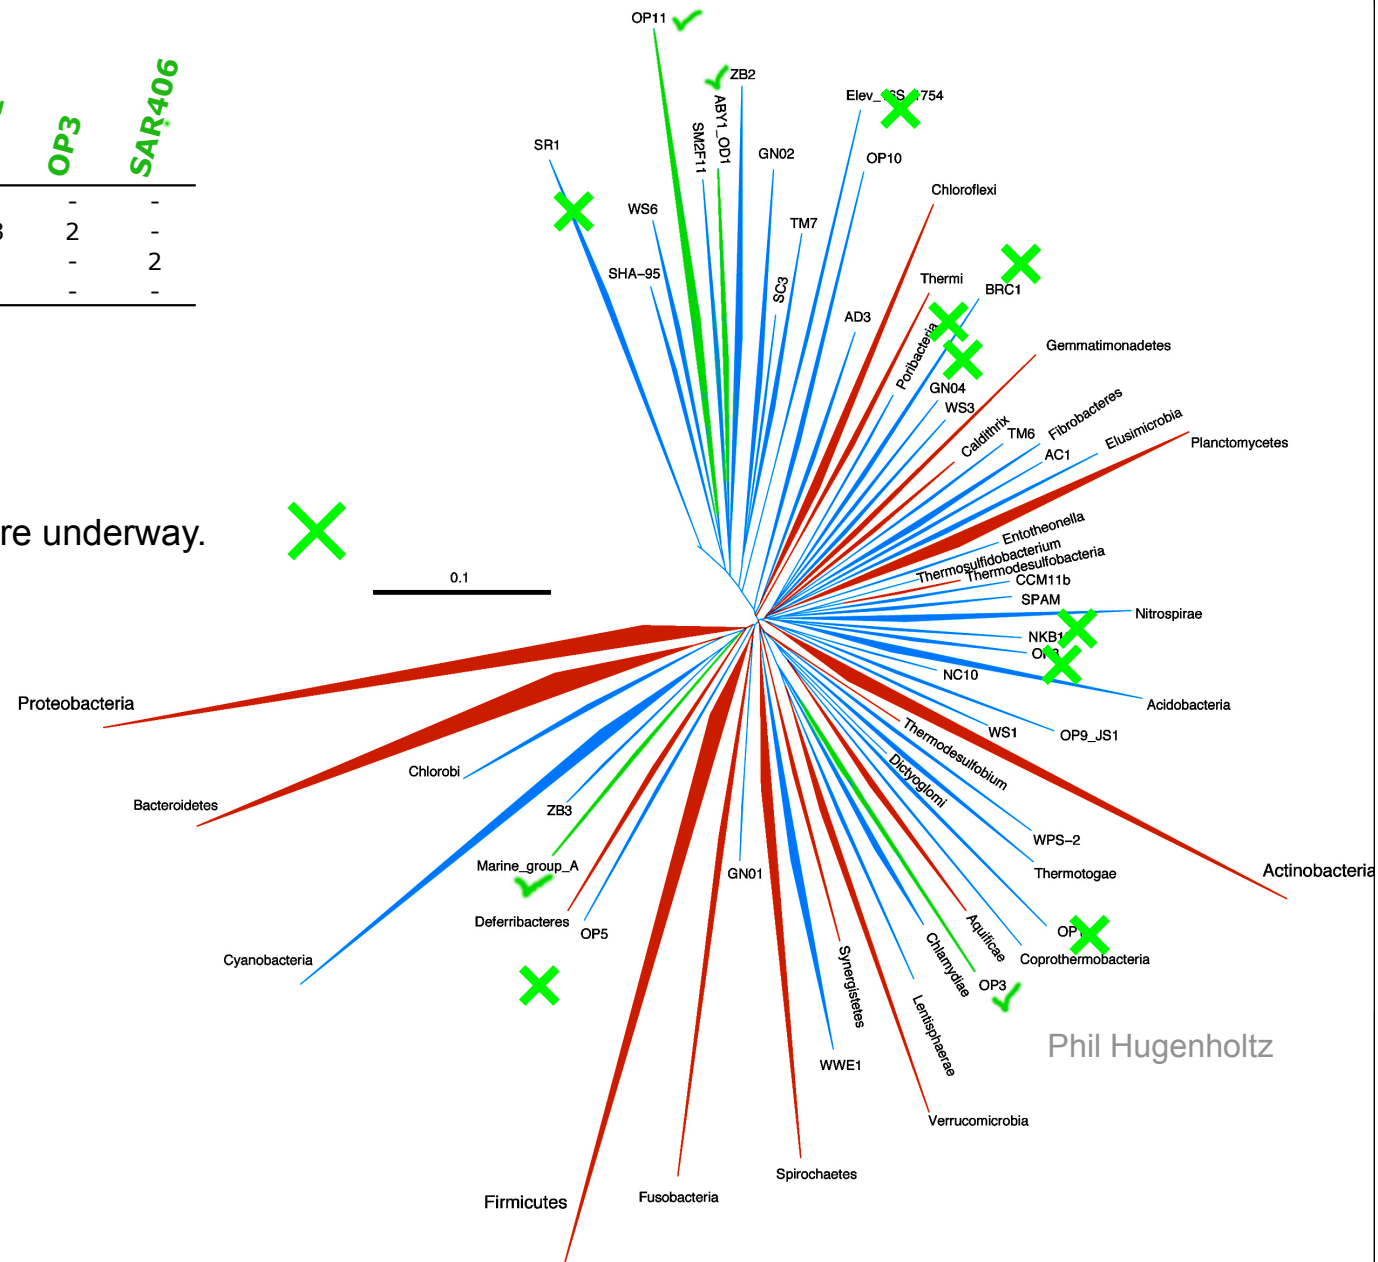 OP3 SAR406
- -
3 2 -
- 2
- -
re underway.
0.1
OP11
ZB2
ABY1_OD1
SM2F11
GN02
Elev_16S_1754
OP10
SR1
WS6
TM7
SHA-95
SC3
AD3
Chloroflexi
Thermi
BRC1
Poribacteria
GN04
WS3
Gemmatimonadetes
Caldithrix
TM6
Fibrobacteres
AC1
Elusimicrobia
Planctomycetes
Entotheonella
Thermosulfidobacterium
Thermodesulfobacteria
CCM11b
SPAM
Nitrospirae
NC10
Acidobacteria
WS1
OP9_JS1
Thermodesulfobium
Dictyoglomi
WPS-2
Thermotogae
Actinobacteria
Coprothermobacteria
Aquificae
OP3
Chlamydiae
Lentisphaerae
Verrucomicrobia
Synergistetes
WWE1
Spirochaetes
GN01
Fusobacteria
Firmicutes
OP5
Deferribacteres
Marine_group_A
ZB3
Cyanobacteria
Chlorobi
Bacteroidetes
Proteobacteria
Phil Hugenholtz